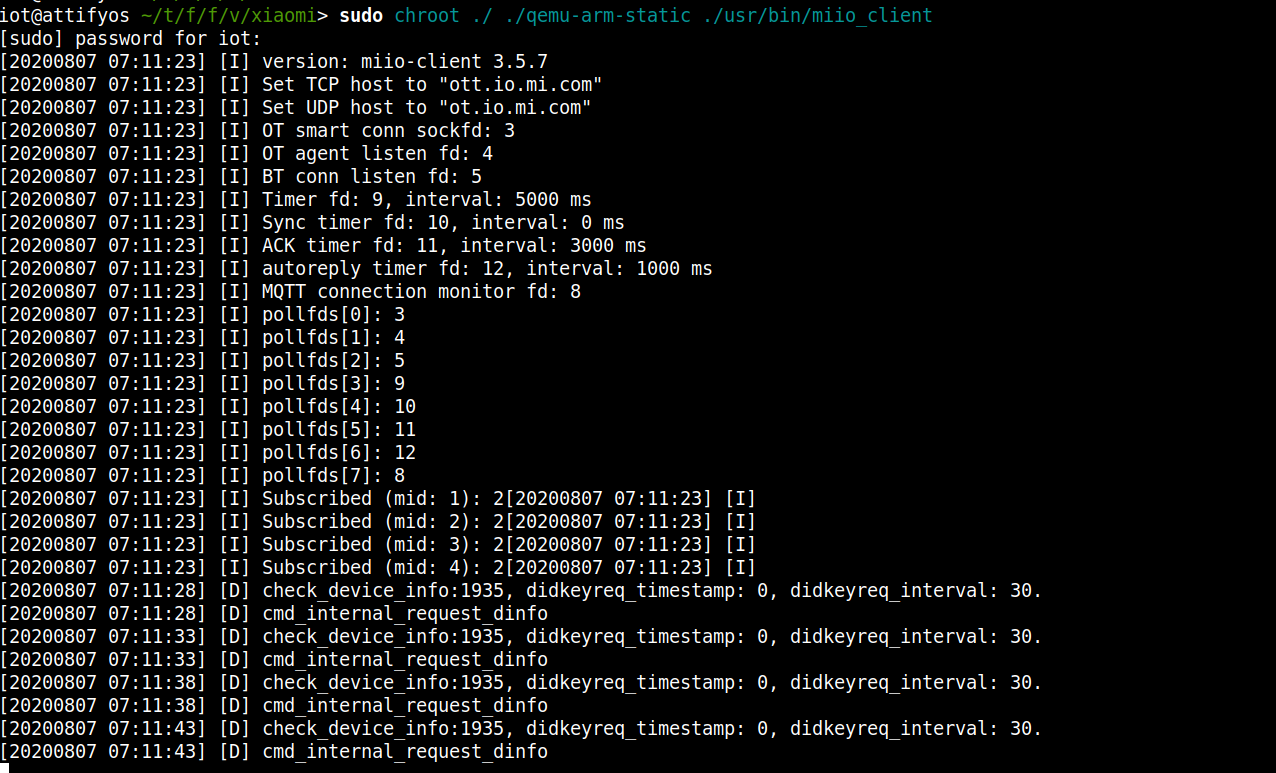 iot@attifyos ~/t/f/f/v/xiaomi> sudo chroot ./ ./qemu-arm-static ./usr/bin/miio_client
[sudo] password for iot:
[20200807 07:11:23] [I] version: miio-client 3.5.7
[20200807 07:11:23] [I] Set TCP host to "ott.io.mi.com"
[20200807 07:11:23] [I] Set UDP host to "ot.io.mi.com"
[20200807 07:11:23] [I] OT smart conn sockfd: 3
[20200807 07:11:23] [I] OT agent listen fd: 4
[20200807 07:11:23] [I] BT conn listen fd: 5
[20200807 07:11:23] [I] Timer fd: 9, interval: 5000 ms
[20200807 07:11:23] [I] Sync timer fd: 10, interval: 0 ms
[20200807 07:11:23] [I] ACK timer fd: 11, interval: 3000 ms
[20200807 07:11:23] [I] autoreply timer fd: 12, interval: 1000 ms
[20200807 07:11:23] [I] MQTT connection monitor fd: 8
[20200807 07:11:23] [I] pollfds[0]: 3
[20200807 07:11:23] [I] pollfds[1]: 4
[20200807 07:11:23] [I] pollfds[2]: 5
[20200807 07:11:23] [I] pollfds[3]: 9
[20200807 07:11:23] [I] pollfds[4]: 10
[20200807 07:11:23] [I] pollfds[5]: 11
[20200807 07:11:23] [I] pollfds[6]: 12
[20200807 07:11:23] [I] pollfds[7]: 8
[20200807 07:11:23] [I] Subscribed (mid: 1): 2[20200807 07:11:23] [I]
[20200807 07:11:23] [I] Subscribed (mid: 2): 2[20200807 07:11:23] [I]
[20200807 07:11:23] [I] Subscribed (mid: 3): 2[20200807 07:11:23] [I]
[20200807 07:11:23] [I] Subscribed (mid: 4): 2[20200807 07:11:23] [I]
[20200807 07:11:28] [D] check_device_info:1935, didkeyreq_timestamp: 0, didkeyreq_interval: 30.
[20200807 07:11:28] [D] cmd_internal_request_dinfo
[20200807 07:11:33] [D] check_device_info:1935, didkeyreq_timestamp: 0, didkeyreq_interval: 30.
[20200807 07:11:33] [D] cmd_internal_request_dinfo
[20200807 07:11:38] [D] check_device_info:1935, didkeyreq_timestamp: 0, didkeyreq_interval: 30.
[20200807 07:11:38] [D] cmd_internal_request_dinfo
[20200807 07:11:43] [D] check_device_info:1935, didkeyreq_timestamp: 0, didkeyreq_interval: 30.
[20200807 07:11:43] [D] cmd_internal_request_dinfo